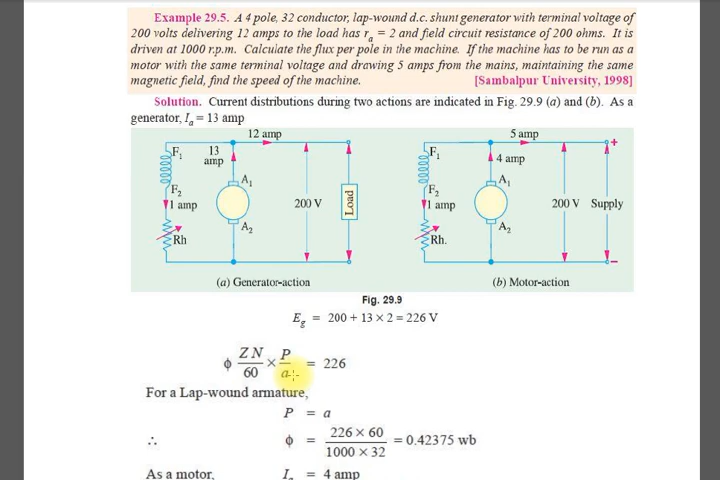 Example 29.5. A 4 pole, 32 conductor, lap-wound d.c. shunt generator with terminal voltage of
200 volts delivering 12 amps to the load has rₐ = 2 and field circuit resistance of 200 ohms. It is
driven at 1000 r.p.m. Calculate the flux per pole in the machine. If the machine has to be run as a
motor with the same terminal voltage and drawing 5 amps from the mains, maintaining the same
magnetic field, find the speed of the machine. [Sambalpur University, 1998]
Solution. Current distributions during two actions are indicated in Fig. 29.9 (a) and (b). As a
generator, Iₐ = 13 amp
12 amp
F₁
13
amp
A₁
F₂
1 amp
200 V
Load
A₂
Rh
(a) Generator-action
5 amp
+
F₁
4 amp
A₁
F₂
1 amp
200 V Supply
A₂
Rh.
–
(b) Motor-action
Fig. 29.9
E_g = 200 + 13 × 2 = 226 V
ϕ ZN/60 × P/a = 226
For a Lap-wound armature,
P = a
∴ ϕ = 226 × 60 / 1000 × 32 = 0.42375 wb
As a motor, Iₐ = 4 amp